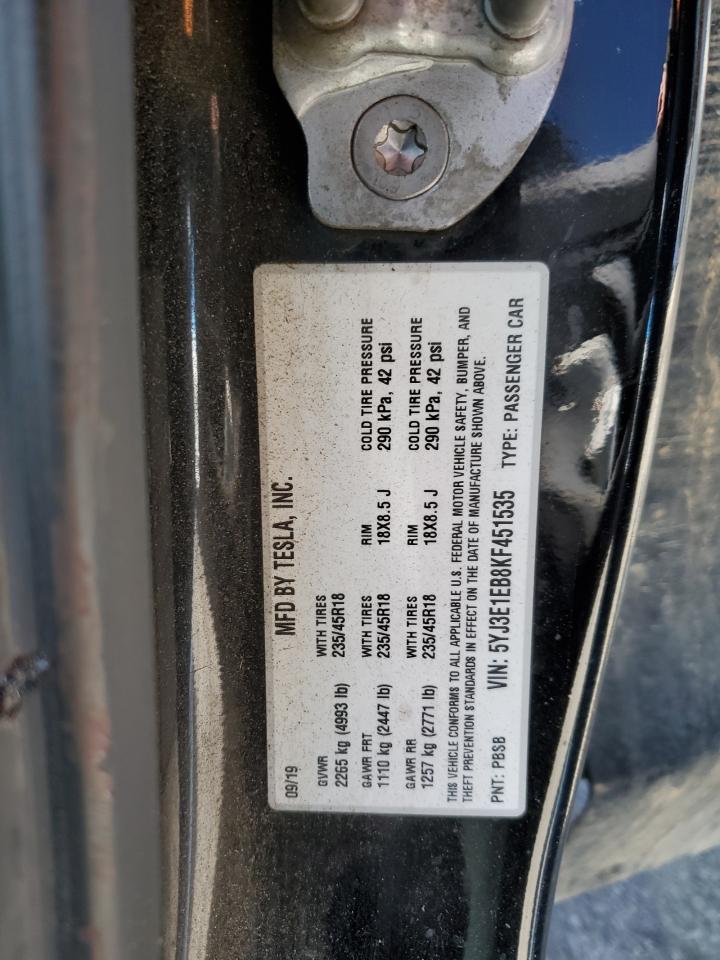 09/19 MFD BY TESLA, INC.
GVWR WITH TIRES
2265 kg (4993 lb) 235/45R18
GAWR FRT WITH TIRES RIM COLD TIRE PRESSURE
1110 kg (2447 lb) 235/45R18 18X8.5 J 290 kPa, 42 psi
GAWR RR WITH TIRES RIM COLD TIRE PRESSURE
1257 kg (2771 lb) 235/45R18 18X8.5 J 290 kPa, 42 psi
THIS VEHICLE CONFORMS TO ALL APPLICABLE U.S. FEDERAL MOTOR VEHICLE SAFETY, BUMPER, AND
THEFT PREVENTION STANDARDS IN EFFECT ON THE DATE OF MANUFACTURE SHOWN ABOVE.
PNT: PBSB VIN: 5YJ3E1EB8KF451535 TYPE: PASSENGER CAR